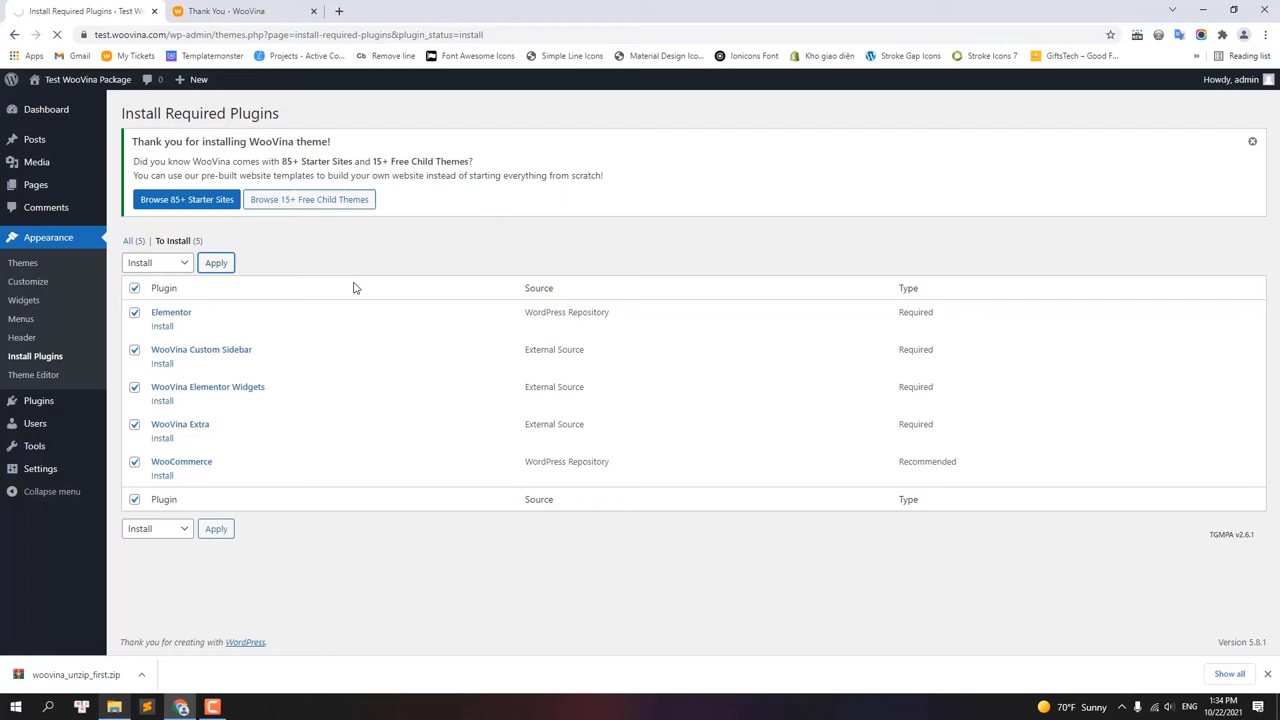 Install Required Plugins ‹ Test W
Thank You - WooVina
test.woovina.com/wp-admin/themes.php?page=install-required-plugins&plugin_status=install
Apps
My Tickets
Templatemonster
Projects - Active Co...
Remove line
Font Awesome Icons
Simple Line Icons
Material Design Ico...
Ionicons Font
Kho giao diện
Stroke Gap Icons
Stroke Icons 7
GiftsTech – Good F...
»
Reading list
Test WooVina Package
0
New
Howdy, admin
Dashboard
Posts
Media
Pages
Comments
Appearance
Themes
Customize
Widgets
Menus
Header
Install Plugins
Theme Editor
Plugins
Users
Tools
Settings
Collapse menu
Install Required Plugins
Thank you for installing WooVina theme!
Did you know WooVina comes with 85+ Starter Sites and 15+ Free Child Themes?
You can use our pre-built website templates to build your own website instead of starting everything from scratch!
Browse 85+ Starter Sites
Browse 15+ Free Child Themes
All (5) | To Install (5)
Install
Apply
Plugin Source Type
Elementor WordPress Repository Required
Install
WooVina Custom Sidebar External Source Required
Install
WooVina Elementor Widgets External Source Required
Install
WooVina Extra External Source Required
Install
WooCommerce WordPress Repository Recommended
Install
Plugin Source Type
Install
Apply
TGMPA v2.6.1
Thank you for creating with WordPress.
Version 5.8.1
woovina_unzip_first.zip
Show all
70°F Sunny
1:34 PM
10/22/2021